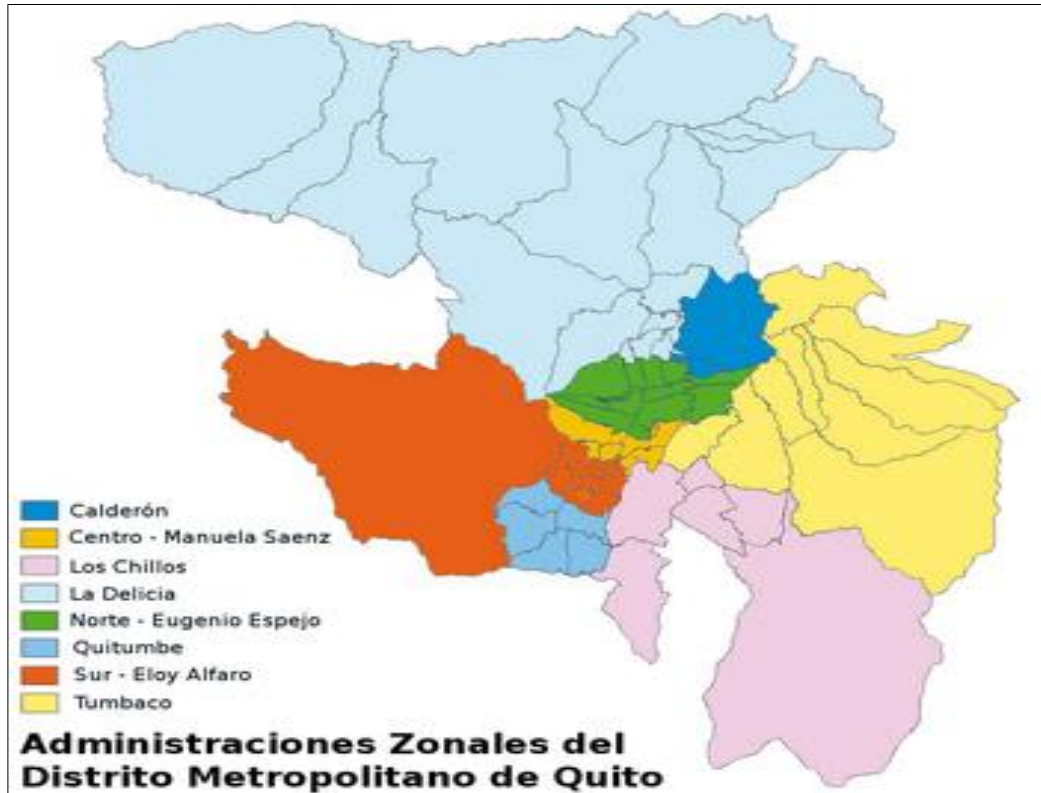 Calderón
Centro - Manuela Saenz
Los Chillos
La Delicia
Norte - Eugenio Espejo
Quitumbe
Sur - Eloy Alfaro
Tumbaco
Administraciones Zonales del
Distrito Metropolitano de Quito